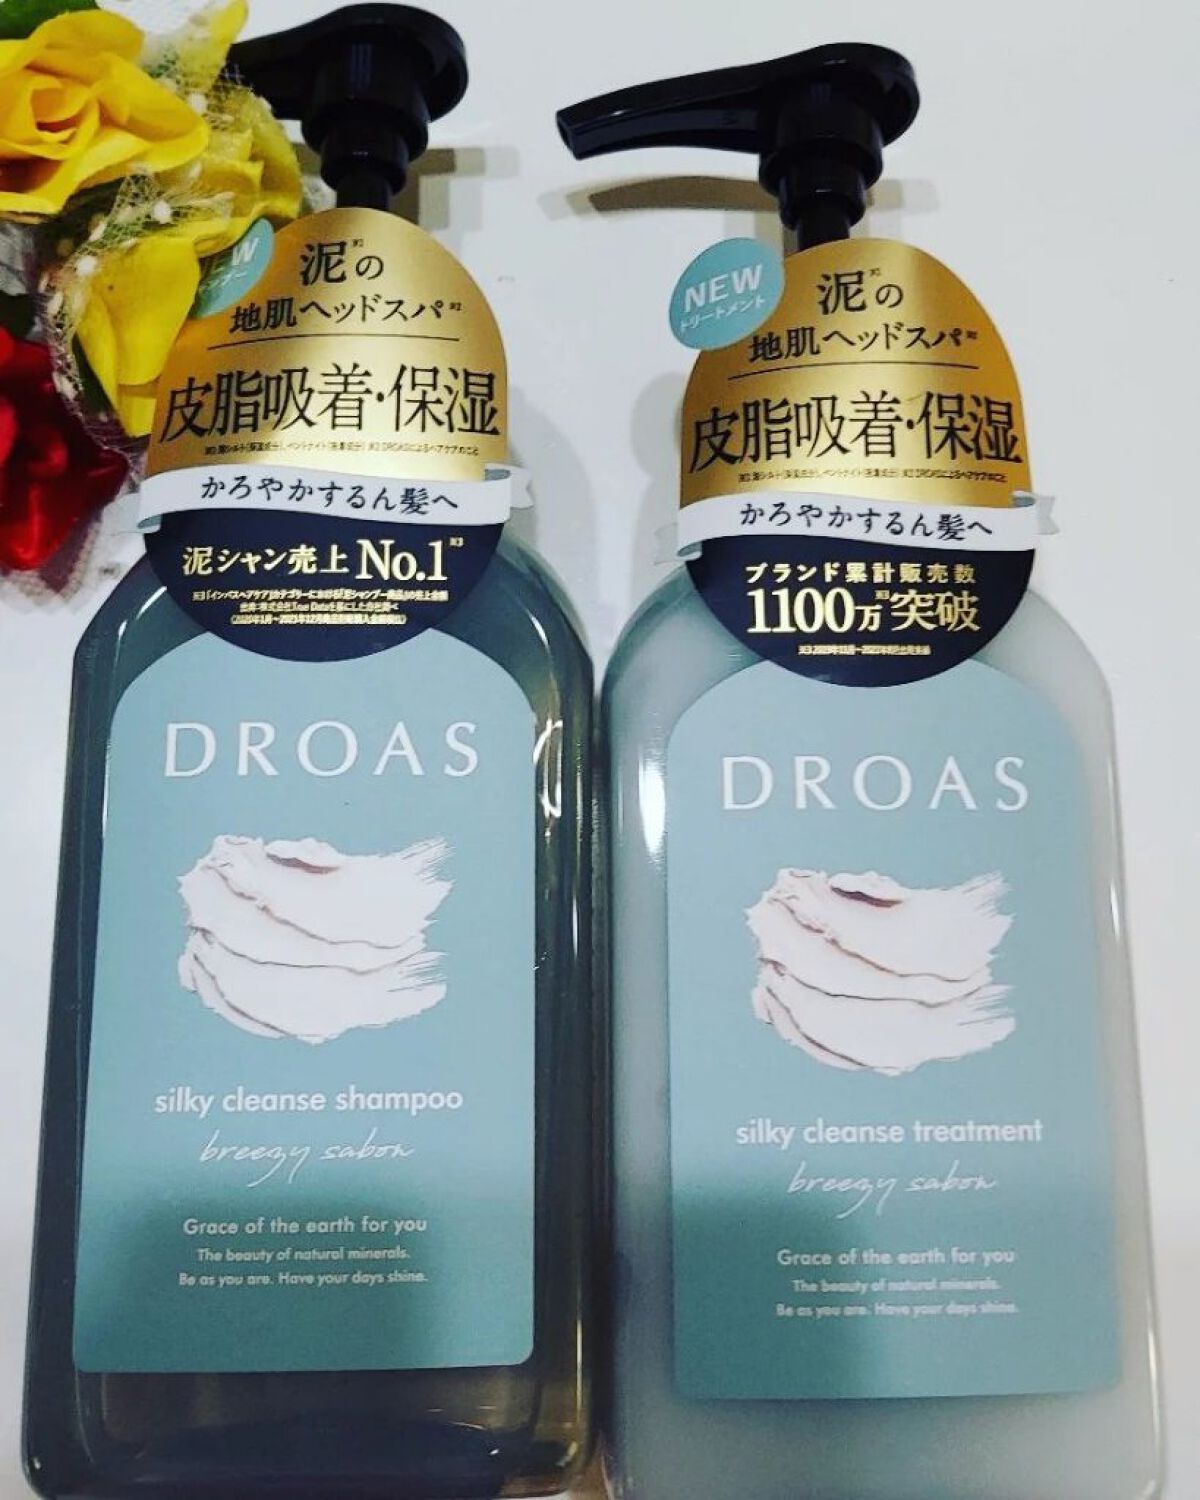 泥※1の
地肌ヘッドスパ※2
皮脂吸着・保湿
かろやかするん髪へ
泥シャン売上No.1※3
DROAS
silky cleanse shampoo
breezy sabon
Grace of the earth for you
The beauty of natural minerals.
Be as you are. Have your days shine.
NEW
トリートメント
泥※1の
地肌ヘッドスパ※2
皮脂吸着・保湿
かろやかするん髪へ
ブランド累計販売数
1100万※3突破
DROAS
silky cleanse treatment
breezy sabon
Grace of the earth for you
The beauty of natural minerals.
Be as you are. Have your days shine.